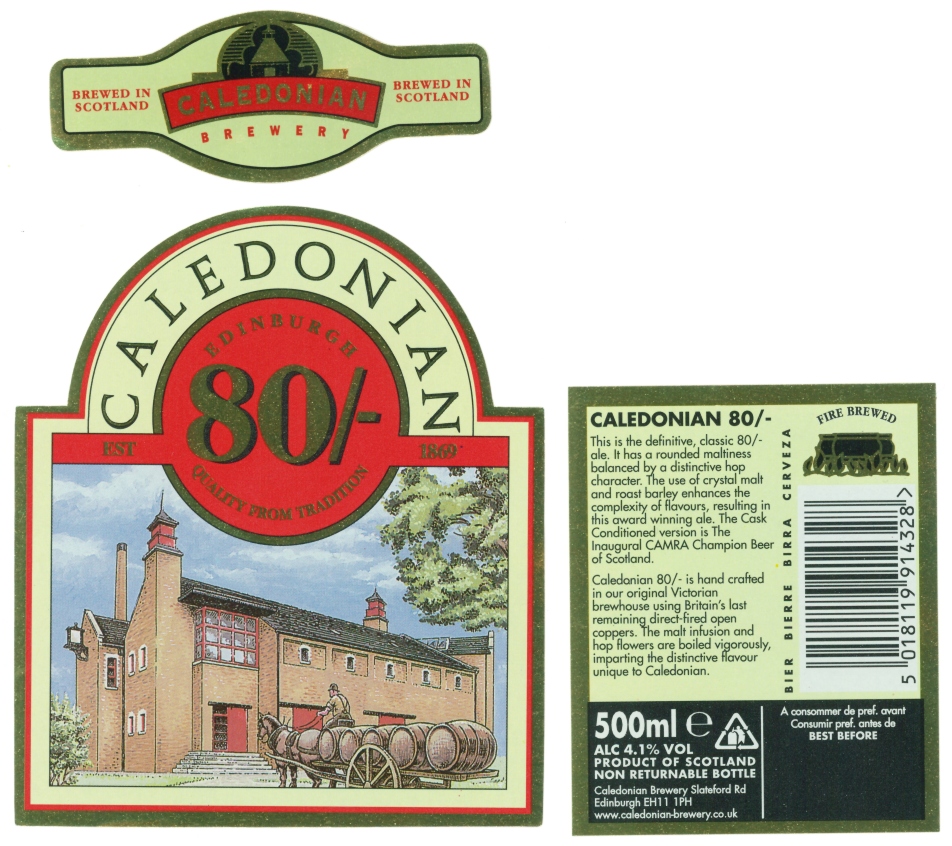 BREWED IN
SCOTLAND
CALEDONIAN
BREWERY
BREWED IN
SCOTLAND
CALEDONIAN
EDINBURGH
80/-
EST
1869
QUALITY FROM TRADITION
CALEDONIAN 80/-
This is the definitive, classic 80/-
ale. It has a rounded maltiness
balanced by a distinctive hop
character. The use of crystal malt
and roast barley enhances the
complexity of flavours, resulting in
this award winning ale. The Cask
Conditioned version is The
Inaugural CAMRA Champion Beer
of Scotland.
Caledonian 80/- is hand crafted
in our original Victorian
brewhouse using Britain's last
remaining direct-fired open
coppers. The malt infusion and
hop flowers are boiled vigorously,
imparting the distinctive flavour
unique to Caledonian.
BIER BIERRE BIRRA CERVEZA
FIRE BREWED
5 018119 914328 >
500ml e
ALC 4.1% VOL
PRODUCT OF SCOTLAND
NON RETURNABLE BOTTLE
Caledonian Brewery Slateford Rd
Edinburgh EH11 1PH
www.caledonian-brewery.co.uk
A consommer de pref. avant
Consumir pref. antes de
BEST BEFORE